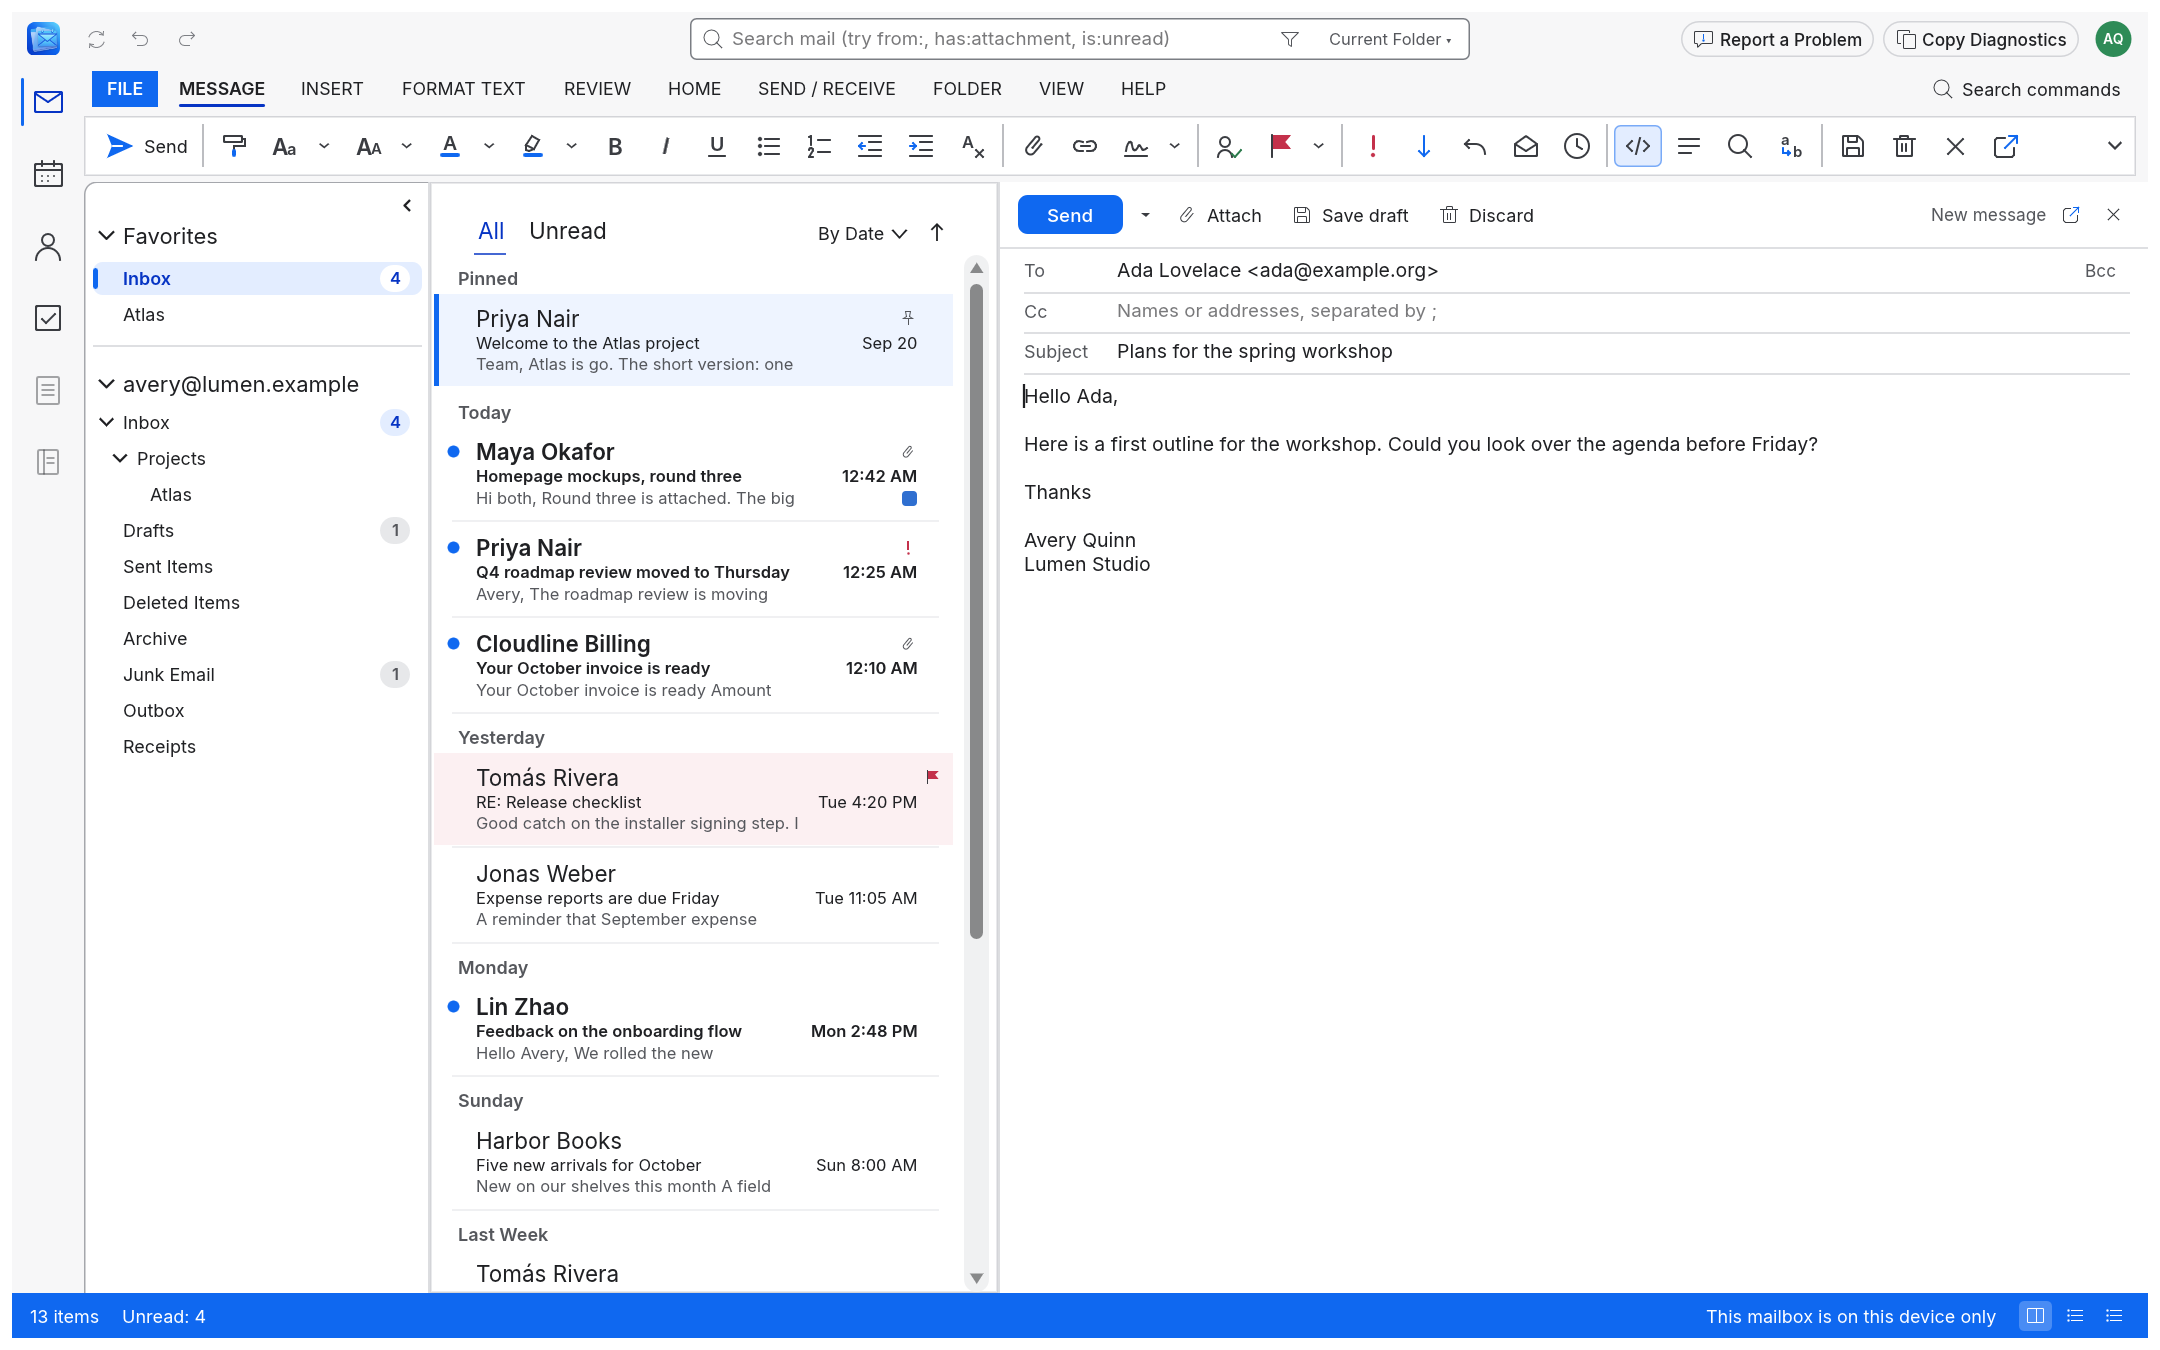 Search mail (try from:, has:attachment, is:unread)
Current Folder
Report a Problem
Copy Diagnostics
AQ
FILE
MESSAGE
INSERT
FORMAT TEXT
REVIEW
HOME
SEND / RECEIVE
FOLDER
VIEW
HELP
Search commands
Send
Favorites
Inbox 4
Atlas
avery@lumen.example
Inbox 4
Projects
Atlas
Drafts 1
Sent Items
Deleted Items
Archive
Junk Email 1
Outbox
Receipts
All
Unread
By Date
Pinned
Priya Nair
Welcome to the Atlas project Sep 20
Team, Atlas is go. The short version: one
Today
Maya Okafor
Homepage mockups, round three 12:42 AM
Hi both, Round three is attached. The big
Priya Nair
Q4 roadmap review moved to Thursday 12:25 AM
Avery, The roadmap review is moving
Cloudline Billing
Your October invoice is ready 12:10 AM
Your October invoice is ready Amount
Yesterday
Tomás Rivera
RE: Release checklist Tue 4:20 PM
Good catch on the installer signing step. I
Jonas Weber
Expense reports are due Friday Tue 11:05 AM
A reminder that September expense
Monday
Lin Zhao
Feedback on the onboarding flow Mon 2:48 PM
Hello Avery, We rolled the new
Sunday
Harbor Books
Five new arrivals for October Sun 8:00 AM
New on our shelves this month A field
Last Week
Tomás Rivera
Send
Attach
Save draft
Discard
New message
To Ada Lovelace <ada@example.org> Bcc
Cc Names or addresses, separated by ;
Subject Plans for the spring workshop
Hello Ada,
Here is a first outline for the workshop. Could you look over the agenda before Friday?
Thanks
Avery Quinn
Lumen Studio
13 items
Unread: 4
This mailbox is on this device only